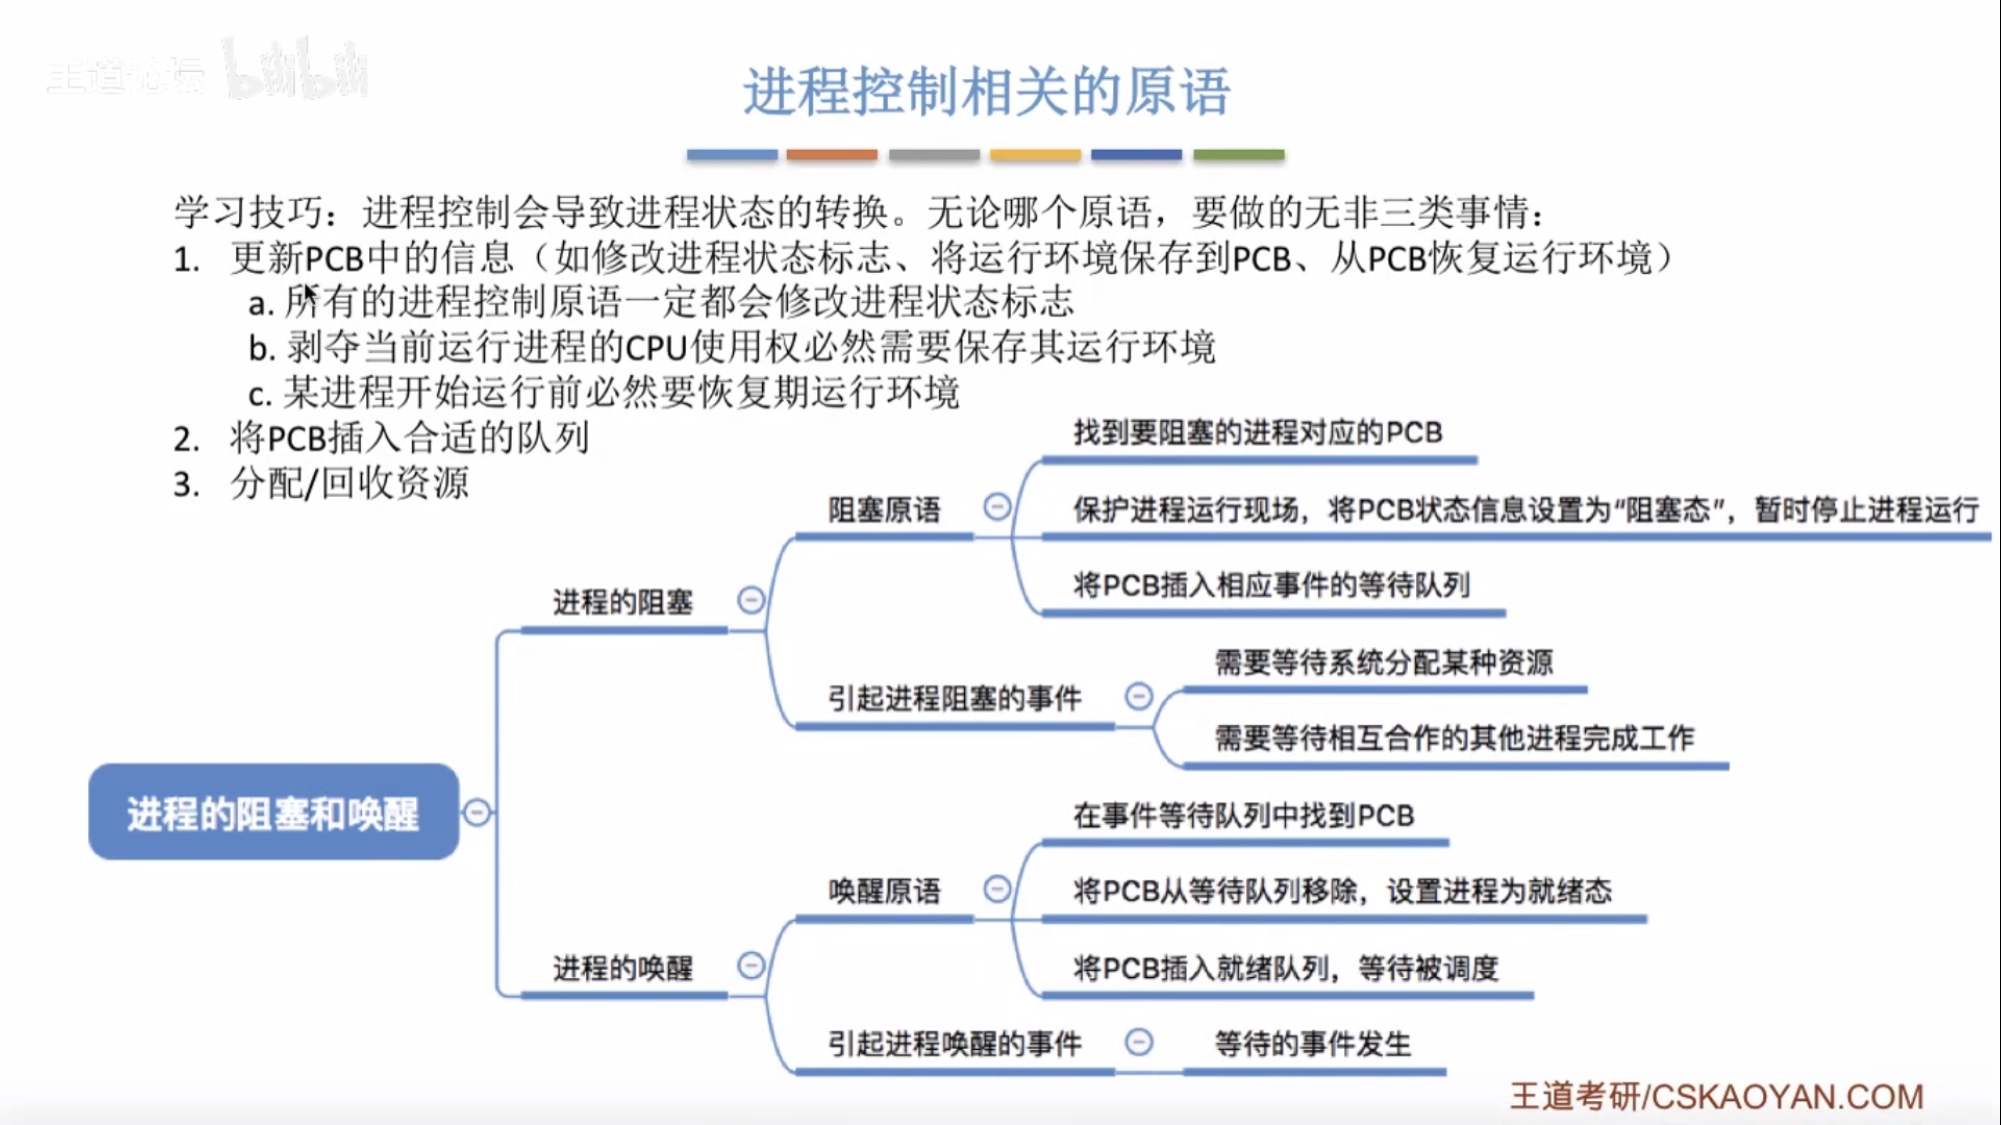 王道论坛 bilibili
进程控制相关的原语
学习技巧：进程控制会导致进程状态的转换。无论哪个原语，要做的无非三类事情：
1. 更新PCB中的信息（如修改进程状态标志、将运行环境保存到PCB、从PCB恢复运行环境）
a. 所有的进程控制原语一定都会修改进程状态标志
b. 剥夺当前运行进程的CPU使用权必然需要保存其运行环境
c. 某进程开始运行前必然要恢复期运行环境
2. 将PCB插入合适的队列
3. 分配/回收资源
进程的阻塞和唤醒
进程的阻塞
阻塞原语
找到要阻塞的进程对应的PCB
保护进程运行现场，将PCB状态信息设置为“阻塞态”，暂时停止进程运行
将PCB插入相应事件的等待队列
引起进程阻塞的事件
需要等待系统分配某种资源
需要等待相互合作的其他进程完成工作
进程的唤醒
唤醒原语
在事件等待队列中找到PCB
将PCB从等待队列移除，设置进程为就绪态
将PCB插入就绪队列，等待被调度
引起进程唤醒的事件
等待的事件发生
王道考研/CSKAOYAN.COM